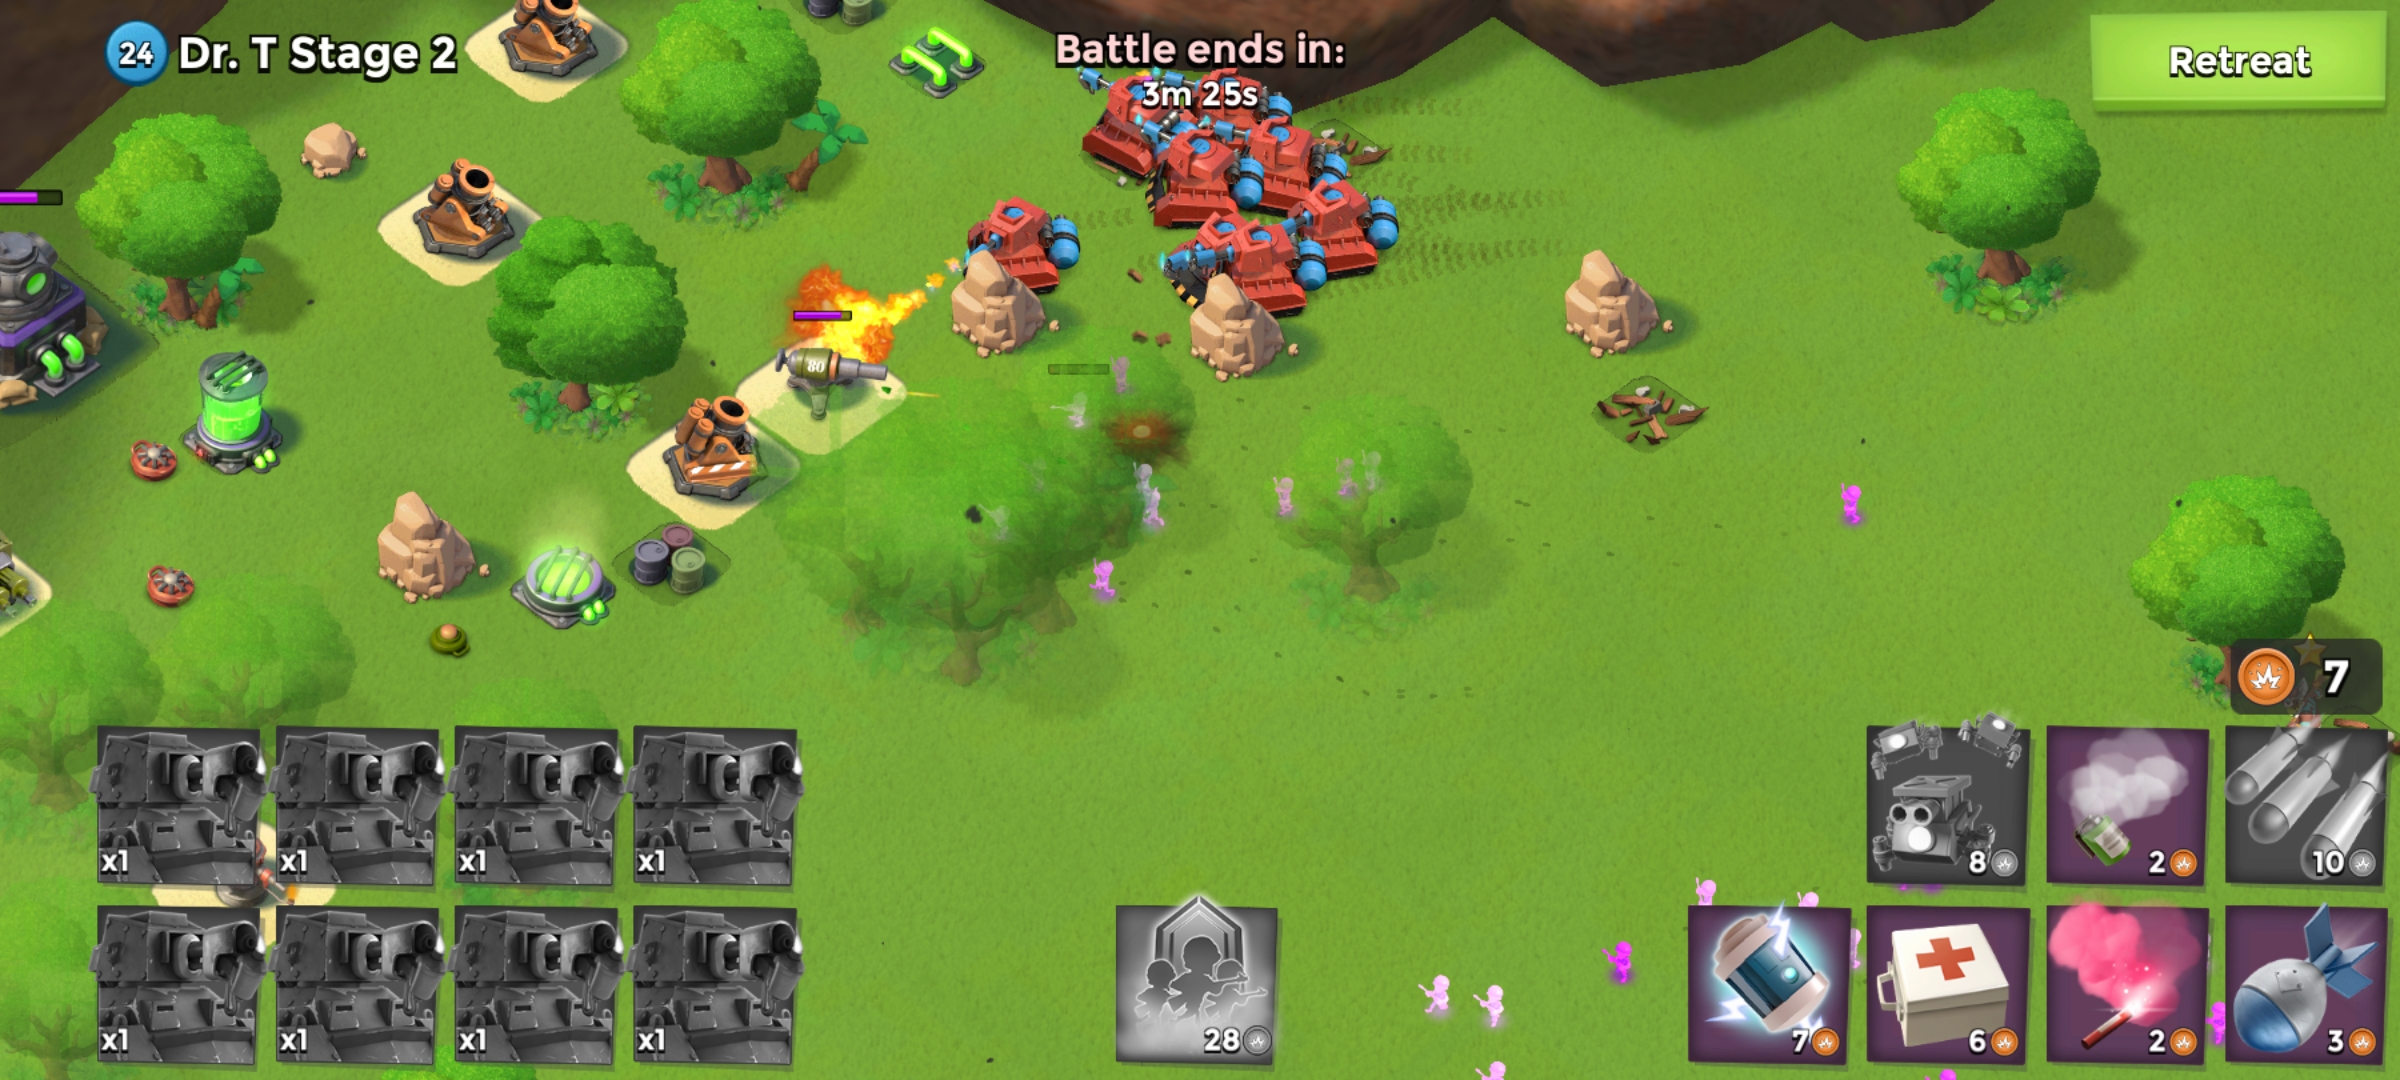 24 Dr. T Stage 2
Battle ends in:
3m 25s
Retreat
80
7
x1 x1 x1 x1
8 2 10
x1 x1 x1 x1
28
7 6 2 3